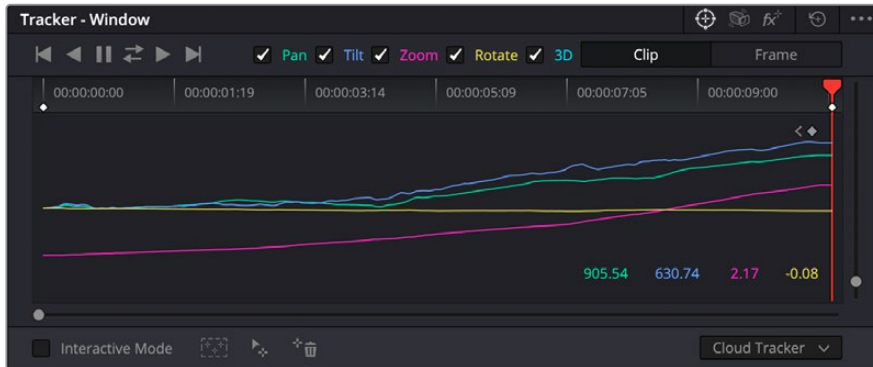 Tracker - Window fx
Pan Tilt Zoom Rotate 3D Clip Frame
00:00:00:00 00:00:01:19 00:00:03:14 00:00:05:09 00:00:07:05 00:00:09:00
905.54 630.74 2.17 -0.08
Interactive Mode Cloud Tracker